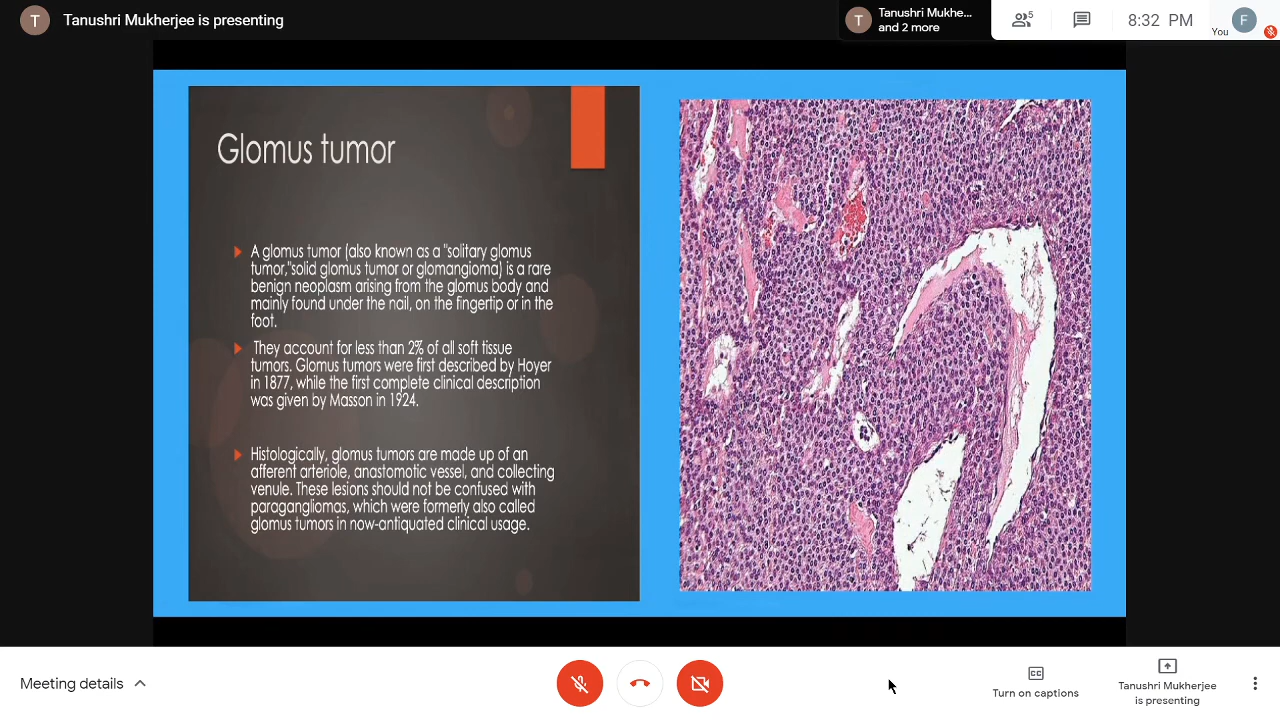 T
Tanushri Mukherjee is presenting
T
Tanushri Mukhe...
and 2 more
5
8:32 PM
You
F
Glomus tumor
A glomus tumor (also known as a "solitary glomus
tumor,"solid glomus tumor or glomangioma) is a rare
benign neoplasm arising from the glomus body and
mainly found under the nail, on the fingertip or in the
foot.
They account for less than 2% of all soft tissue
tumors. Glomus tumors were first described by Hoyer
in 1877, while the first complete clinical description
was given by Masson in 1924.
Histologically, glomus tumors are made up of an
afferent arteriole, anastomotic vessel, and collecting
venule. These lesions should not be confused with
paragangliomas, which were formerly also called
glomus tumors in now-antiquated clinical usage.
Meeting details
CC
Turn on captions
Tanushri Mukherjee
is presenting